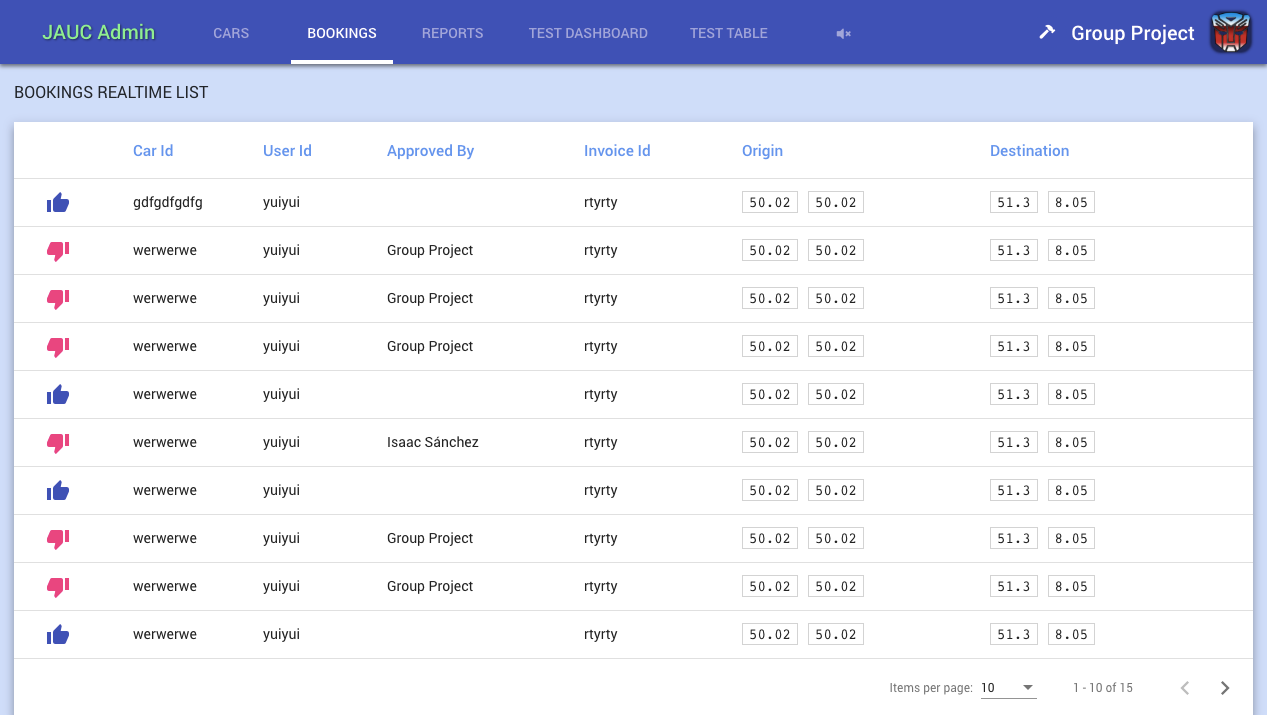 JAUC Admin CARS BOOKINGS REPORTS TEST DASHBOARD TEST TABLE Group Project
BOOKINGS REALTIME LIST
Car Id User Id Approved By Invoice Id Origin Destination
gdfgdfgdfg yuiyui rtyrty 50.02 50.02 51.3 8.05
werwerwe yuiyui Group Project rtyrty 50.02 50.02 51.3 8.05
werwerwe yuiyui Group Project rtyrty 50.02 50.02 51.3 8.05
werwerwe yuiyui Group Project rtyrty 50.02 50.02 51.3 8.05
werwerwe yuiyui rtyrty 50.02 50.02 51.3 8.05
werwerwe yuiyui Isaac Sánchez rtyrty 50.02 50.02 51.3 8.05
werwerwe yuiyui rtyrty 50.02 50.02 51.3 8.05
werwerwe yuiyui Group Project rtyrty 50.02 50.02 51.3 8.05
werwerwe yuiyui Group Project rtyrty 50.02 50.02 51.3 8.05
werwerwe yuiyui rtyrty 50.02 50.02 51.3 8.05
Items per page: 10 1 - 10 of 15